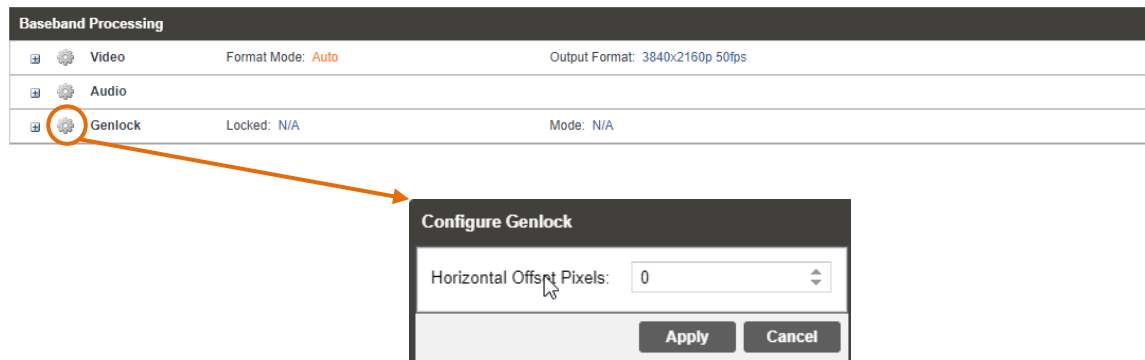 Baseband Processing
Video Format Mode: Auto Output Format: 3840x2160p 50fps
Audio
Genlock Locked: N/A Mode: N/A
Configure Genlock
Horizontal Offset Pixels: 0
Apply Cancel